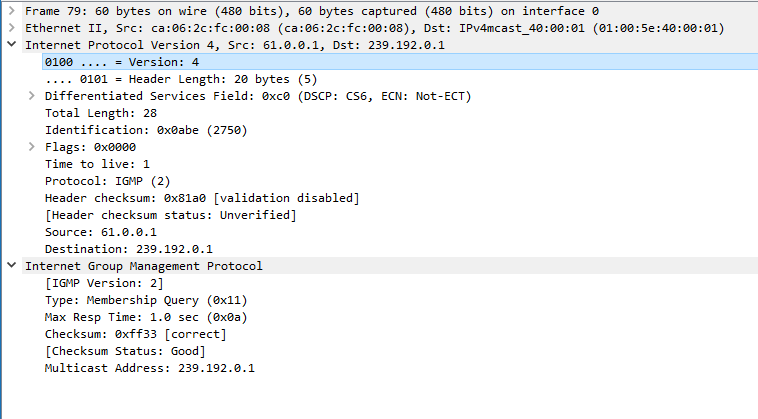 Frame 79: 60 bytes on wire (480 bits), 60 bytes captured (480 bits) on interface 0
Ethernet II, Src: ca:06:2c:fc:00:08 (ca:06:2c:fc:00:08), Dst: IPv4mcast_40:00:01 (01:00:5e:40:00:01)
Internet Protocol Version 4, Src: 61.0.0.1, Dst: 239.192.0.1
0100 .... = Version: 4
.... 0101 = Header Length: 20 bytes (5)
Differentiated Services Field: 0xc0 (DSCP: CS6, ECN: Not-ECT)
Total Length: 28
Identification: 0x0abe (2750)
Flags: 0x0000
Time to live: 1
Protocol: IGMP (2)
Header checksum: 0x81a0 [validation disabled]
[Header checksum status: Unverified]
Source: 61.0.0.1
Destination: 239.192.0.1
Internet Group Management Protocol
[IGMP Version: 2]
Type: Membership Query (0x11)
Max Resp Time: 1.0 sec (0x0a)
Checksum: 0xff33 [correct]
[Checksum Status: Good]
Multicast Address: 239.192.0.1